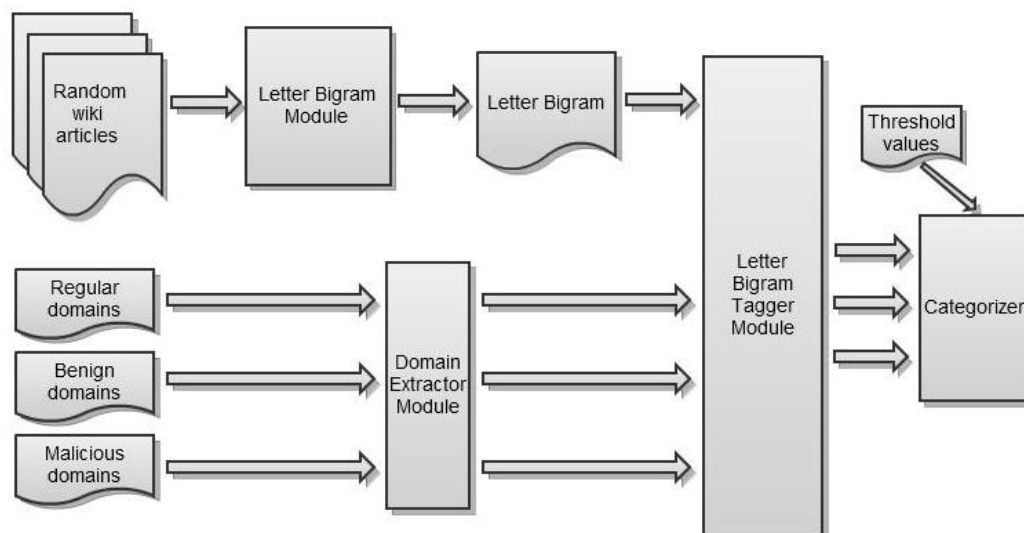 Random
wiki
articles
Letter Bigram
Module
Letter Bigram
Threshold
values
Regular
domains
Benign
domains
Malicious
domains
Domain
Extractor
Module
Letter
Bigram
Tagger
Module
Categorizer